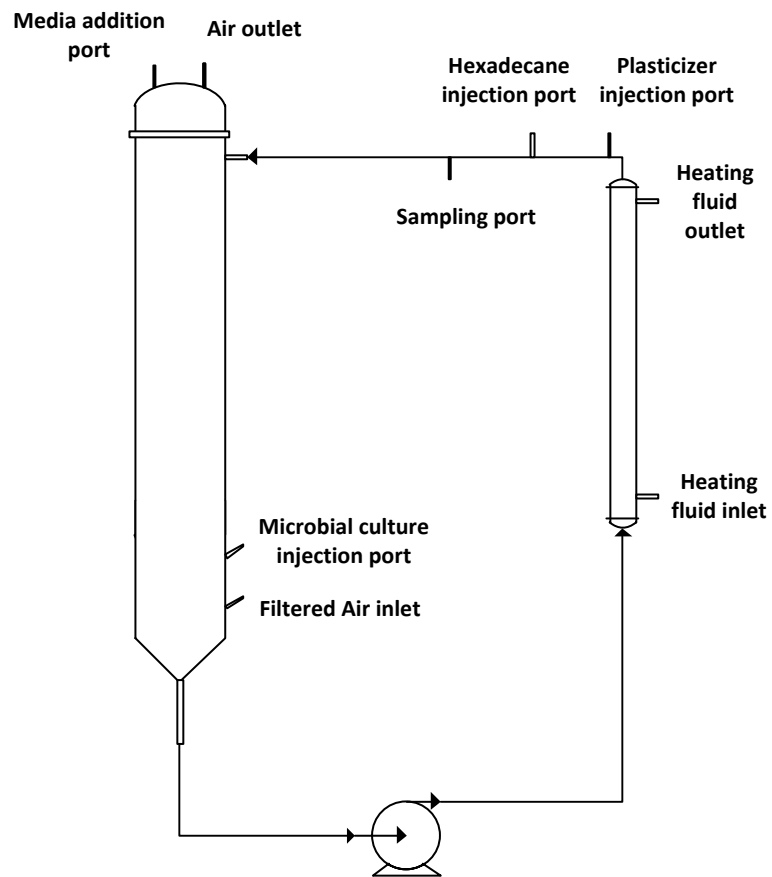 Media addition
port
Air outlet
Hexadecane
injection port
Plasticizer
injection port
Sampling port
Heating
fluid
outlet
Heating
fluid inlet
Microbial culture
injection port
Filtered Air inlet